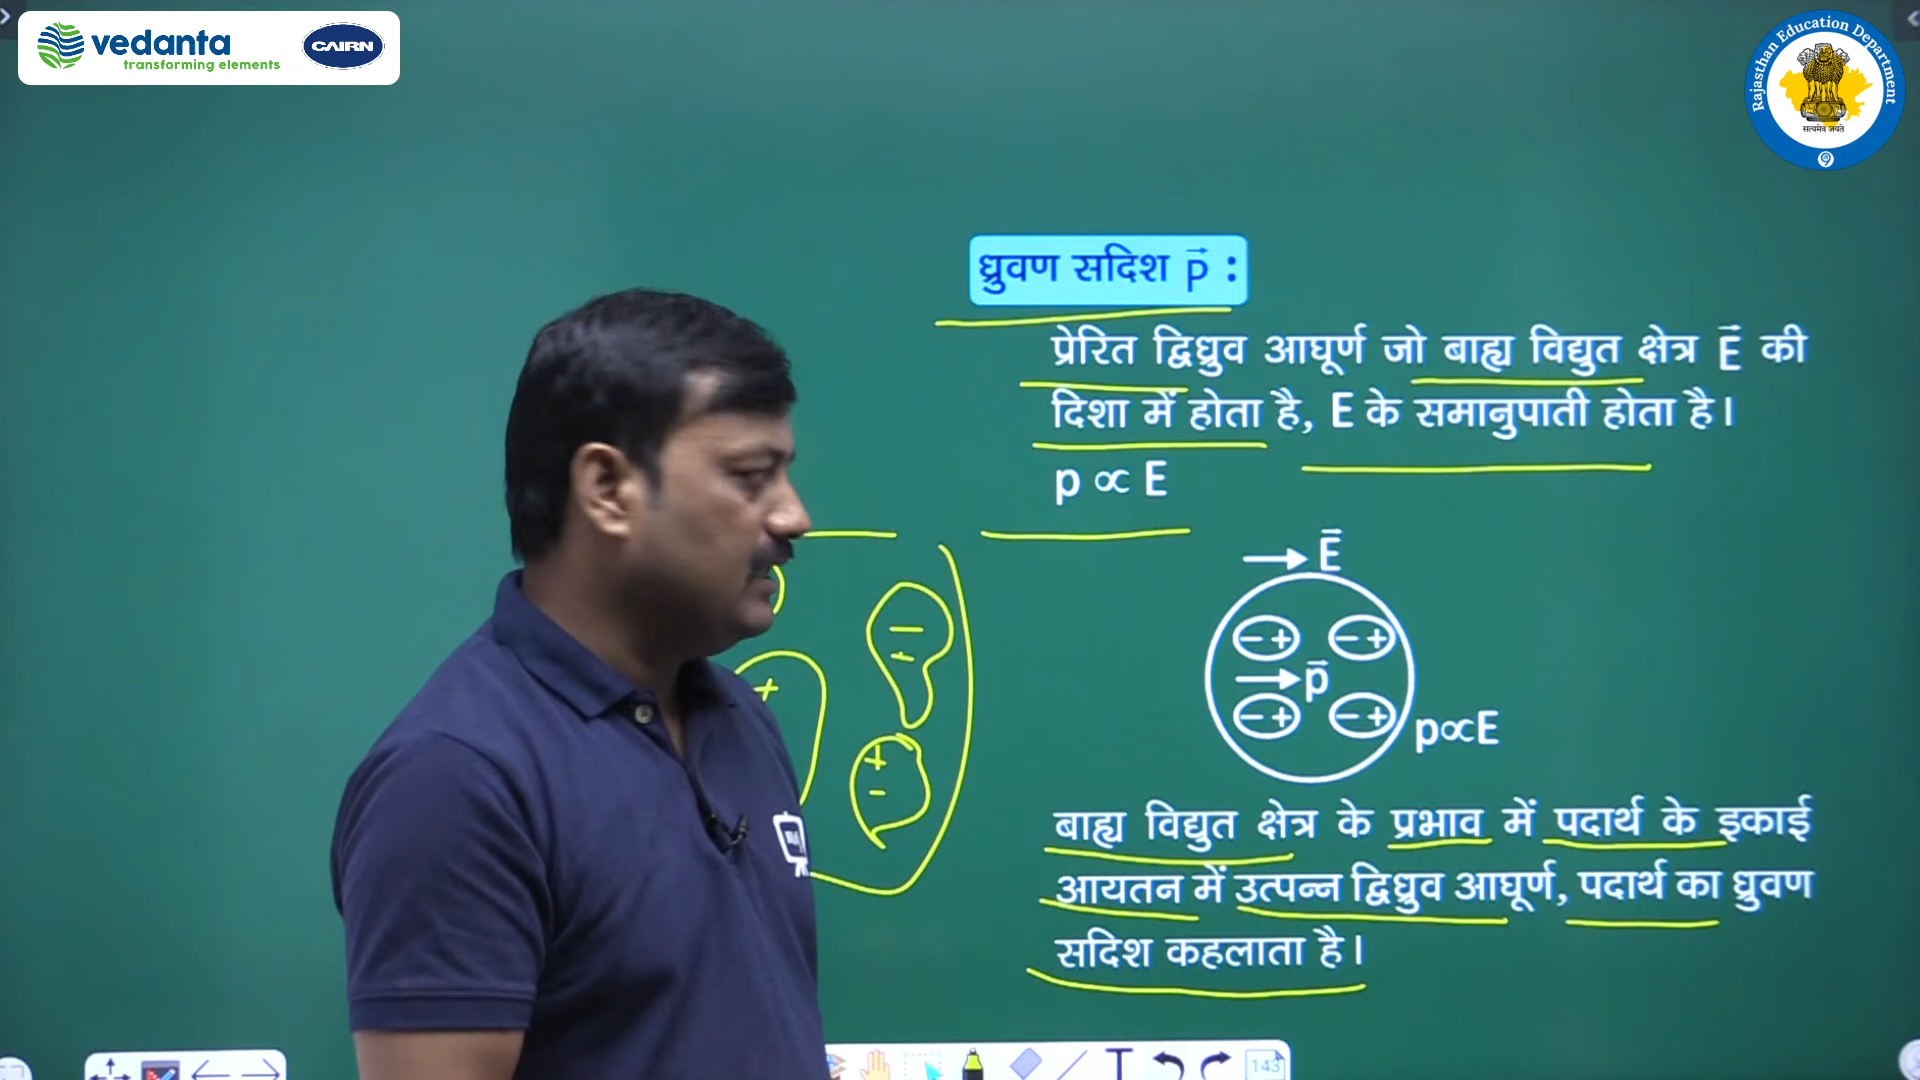 vedanta
transforming elements
CAIRN
Rajasthan Education Department
सत्यमेव जयते
ध्रुवण सदिश p⃗ :
प्रेरित द्विध्रुव आघूर्ण जो बाह्य विद्युत क्षेत्र E⃗ की
दिशा में होता है, E के समानुपाती होता है।
p ∝ E
E⃗
− +
− +
p⃗
− +
− +
p∝E
−
+
+
+
−
बाह्य विद्युत क्षेत्र के प्रभाव में पदार्थ के इकाई
आयतन में उत्पन्न द्विध्रुव आघूर्ण, पदार्थ का ध्रुवण
सदिश कहलाता है।
T
143